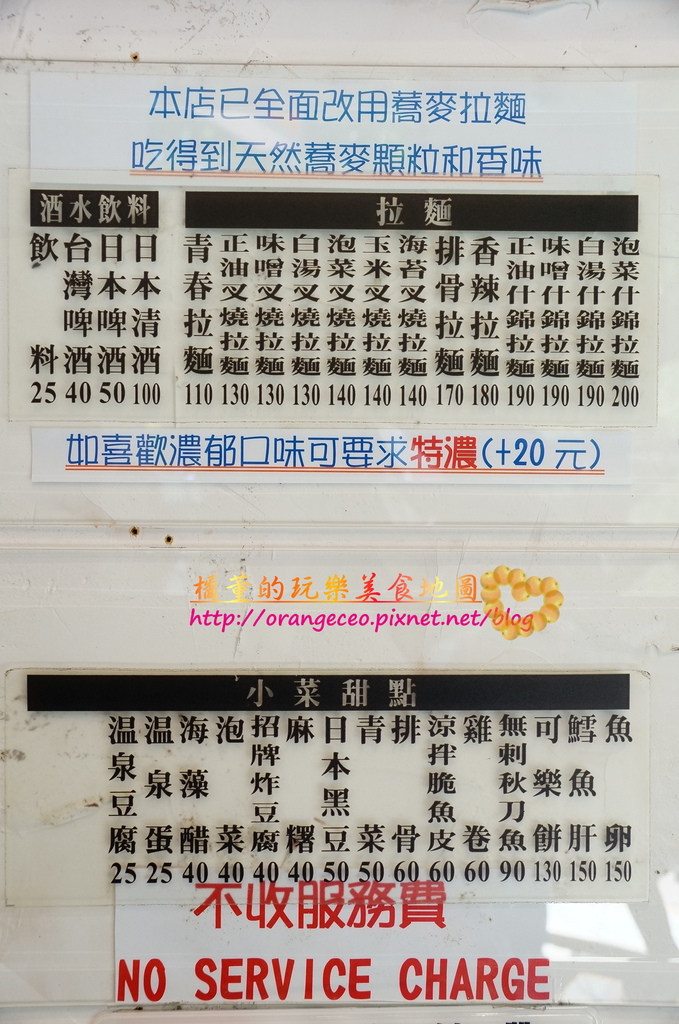 本店已全面改用蕎麥拉麵
吃得到天然蕎麥顆粒和香味
酒水飲料
飲料 25
台灣啤酒 40
日本啤酒 50
日本清酒 100
拉麵
青春拉麵 110
正油叉燒拉麵 130
味噌叉燒拉麵 130
白湯叉燒拉麵 130
泡菜叉燒拉麵 140
玉米叉燒拉麵 140
海苔叉燒拉麵 140
排骨拉麵 170
香辣拉麵 180
正油什錦拉麵 190
味噌什錦拉麵 190
白湯什錦拉麵 190
泡菜什錦拉麵 200
如喜歡濃郁口味可要求特濃(+20元)
橘董的玩樂美食地圖
http://orangeceo.pixnet.net/blog
小菜甜點
温泉豆腐 25
温泉蛋 25
海藻醋 40
泡菜 40
招牌炸豆腐 40
麻糬 40
日本黑豆 50
青菜 50
排骨 60
涼拌脆魚皮 60
雞卷 60
無刺秋刀魚 90
可樂餅 130
鱈魚肝 150
魚卵 150
不收服務費
NO SERVICE CHARGE